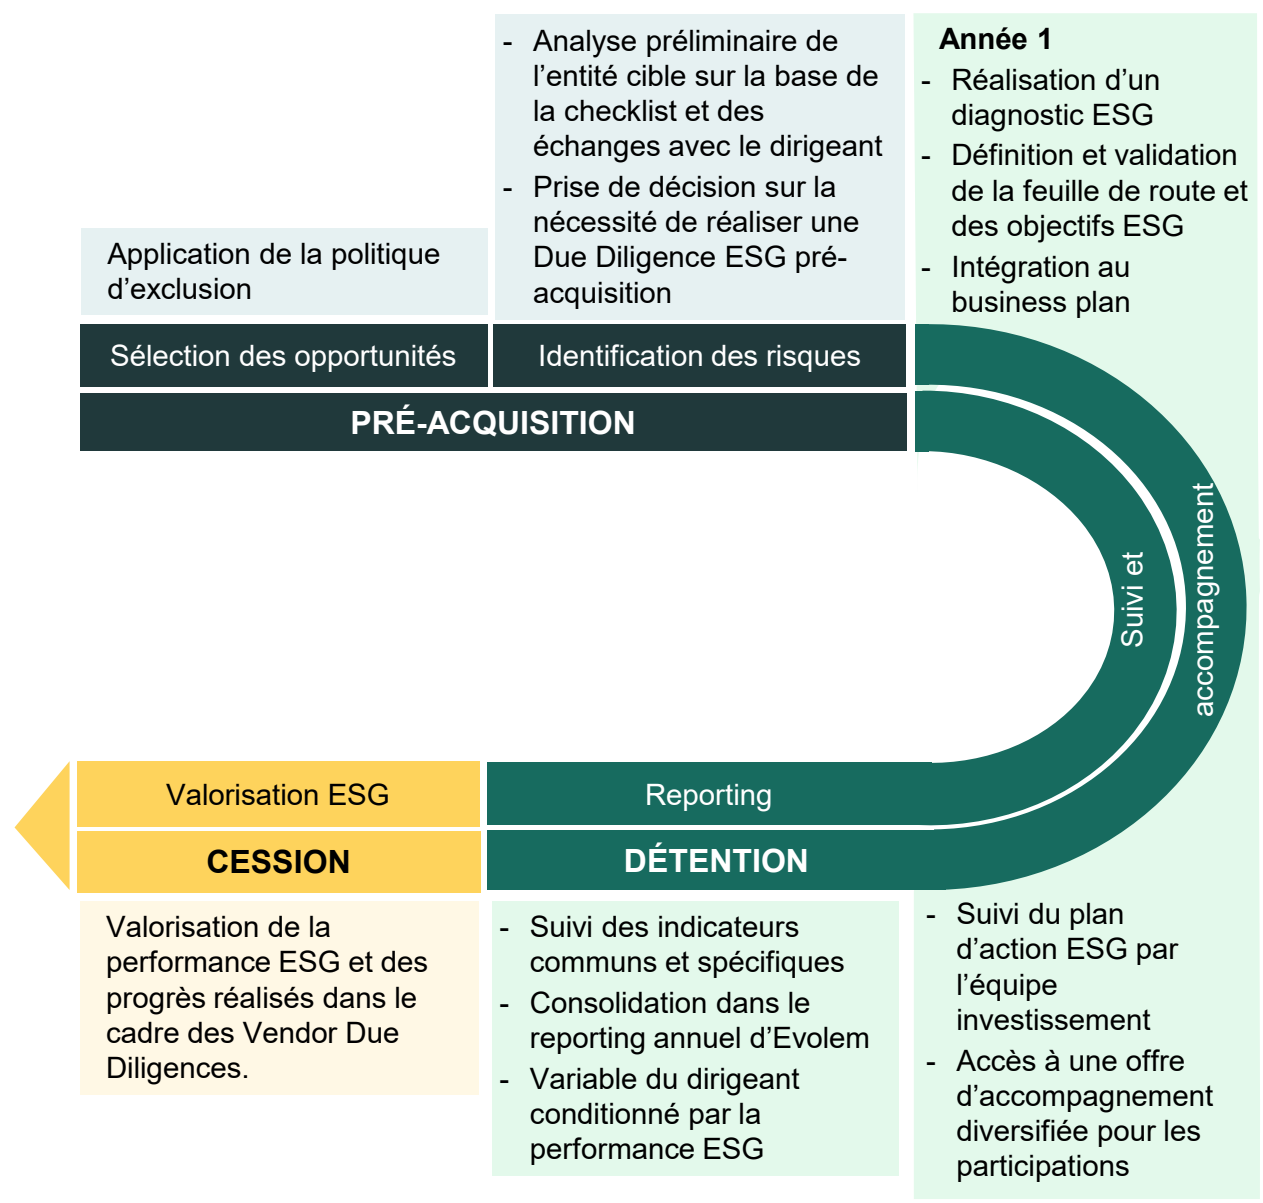 Application de la politique
d’exclusion
- Analyse préliminaire de
l’entité cible sur la base de
la checklist et des
échanges avec le dirigeant
- Prise de décision sur la
nécessité de réaliser une
Due Diligence ESG pré-
acquisition
Année 1
- Réalisation d’un
diagnostic ESG
- Définition et validation
de la feuille de route et
des objectifs ESG
- Intégration au
business plan
Sélection des opportunités
Identification des risques
PRÉ-ACQUISITION
Suivi et
accompagnement
Valorisation ESG
Reporting
CESSION
DÉTENTION
Valorisation de la
performance ESG et des
progrès réalisés dans le
cadre des Vendor Due
Diligences.
- Suivi des indicateurs
communs et spécifiques
- Consolidation dans le
reporting annuel d’Evolem
- Variable du dirigeant
conditionné par la
performance ESG
- Suivi du plan
d’action ESG par
l’équipe
investissement
- Accès à une offre
d’accompagnement
diversifiée pour les
participations